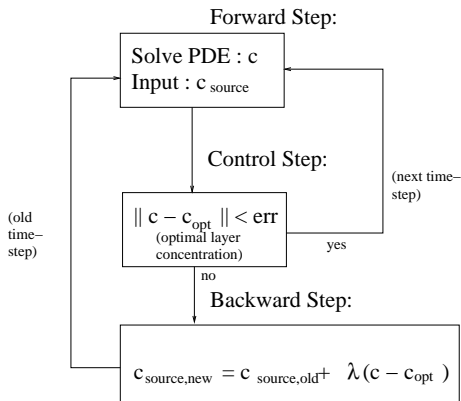 Forward Step:
Solve PDE : c
Input : c source
Control Step:
(next time–
step)
|| c – c opt || < err
(optimal layer
concentration)
(old
time–
step)
yes
no
Backward Step:
c source,new = c source,old + λ (c – c opt )